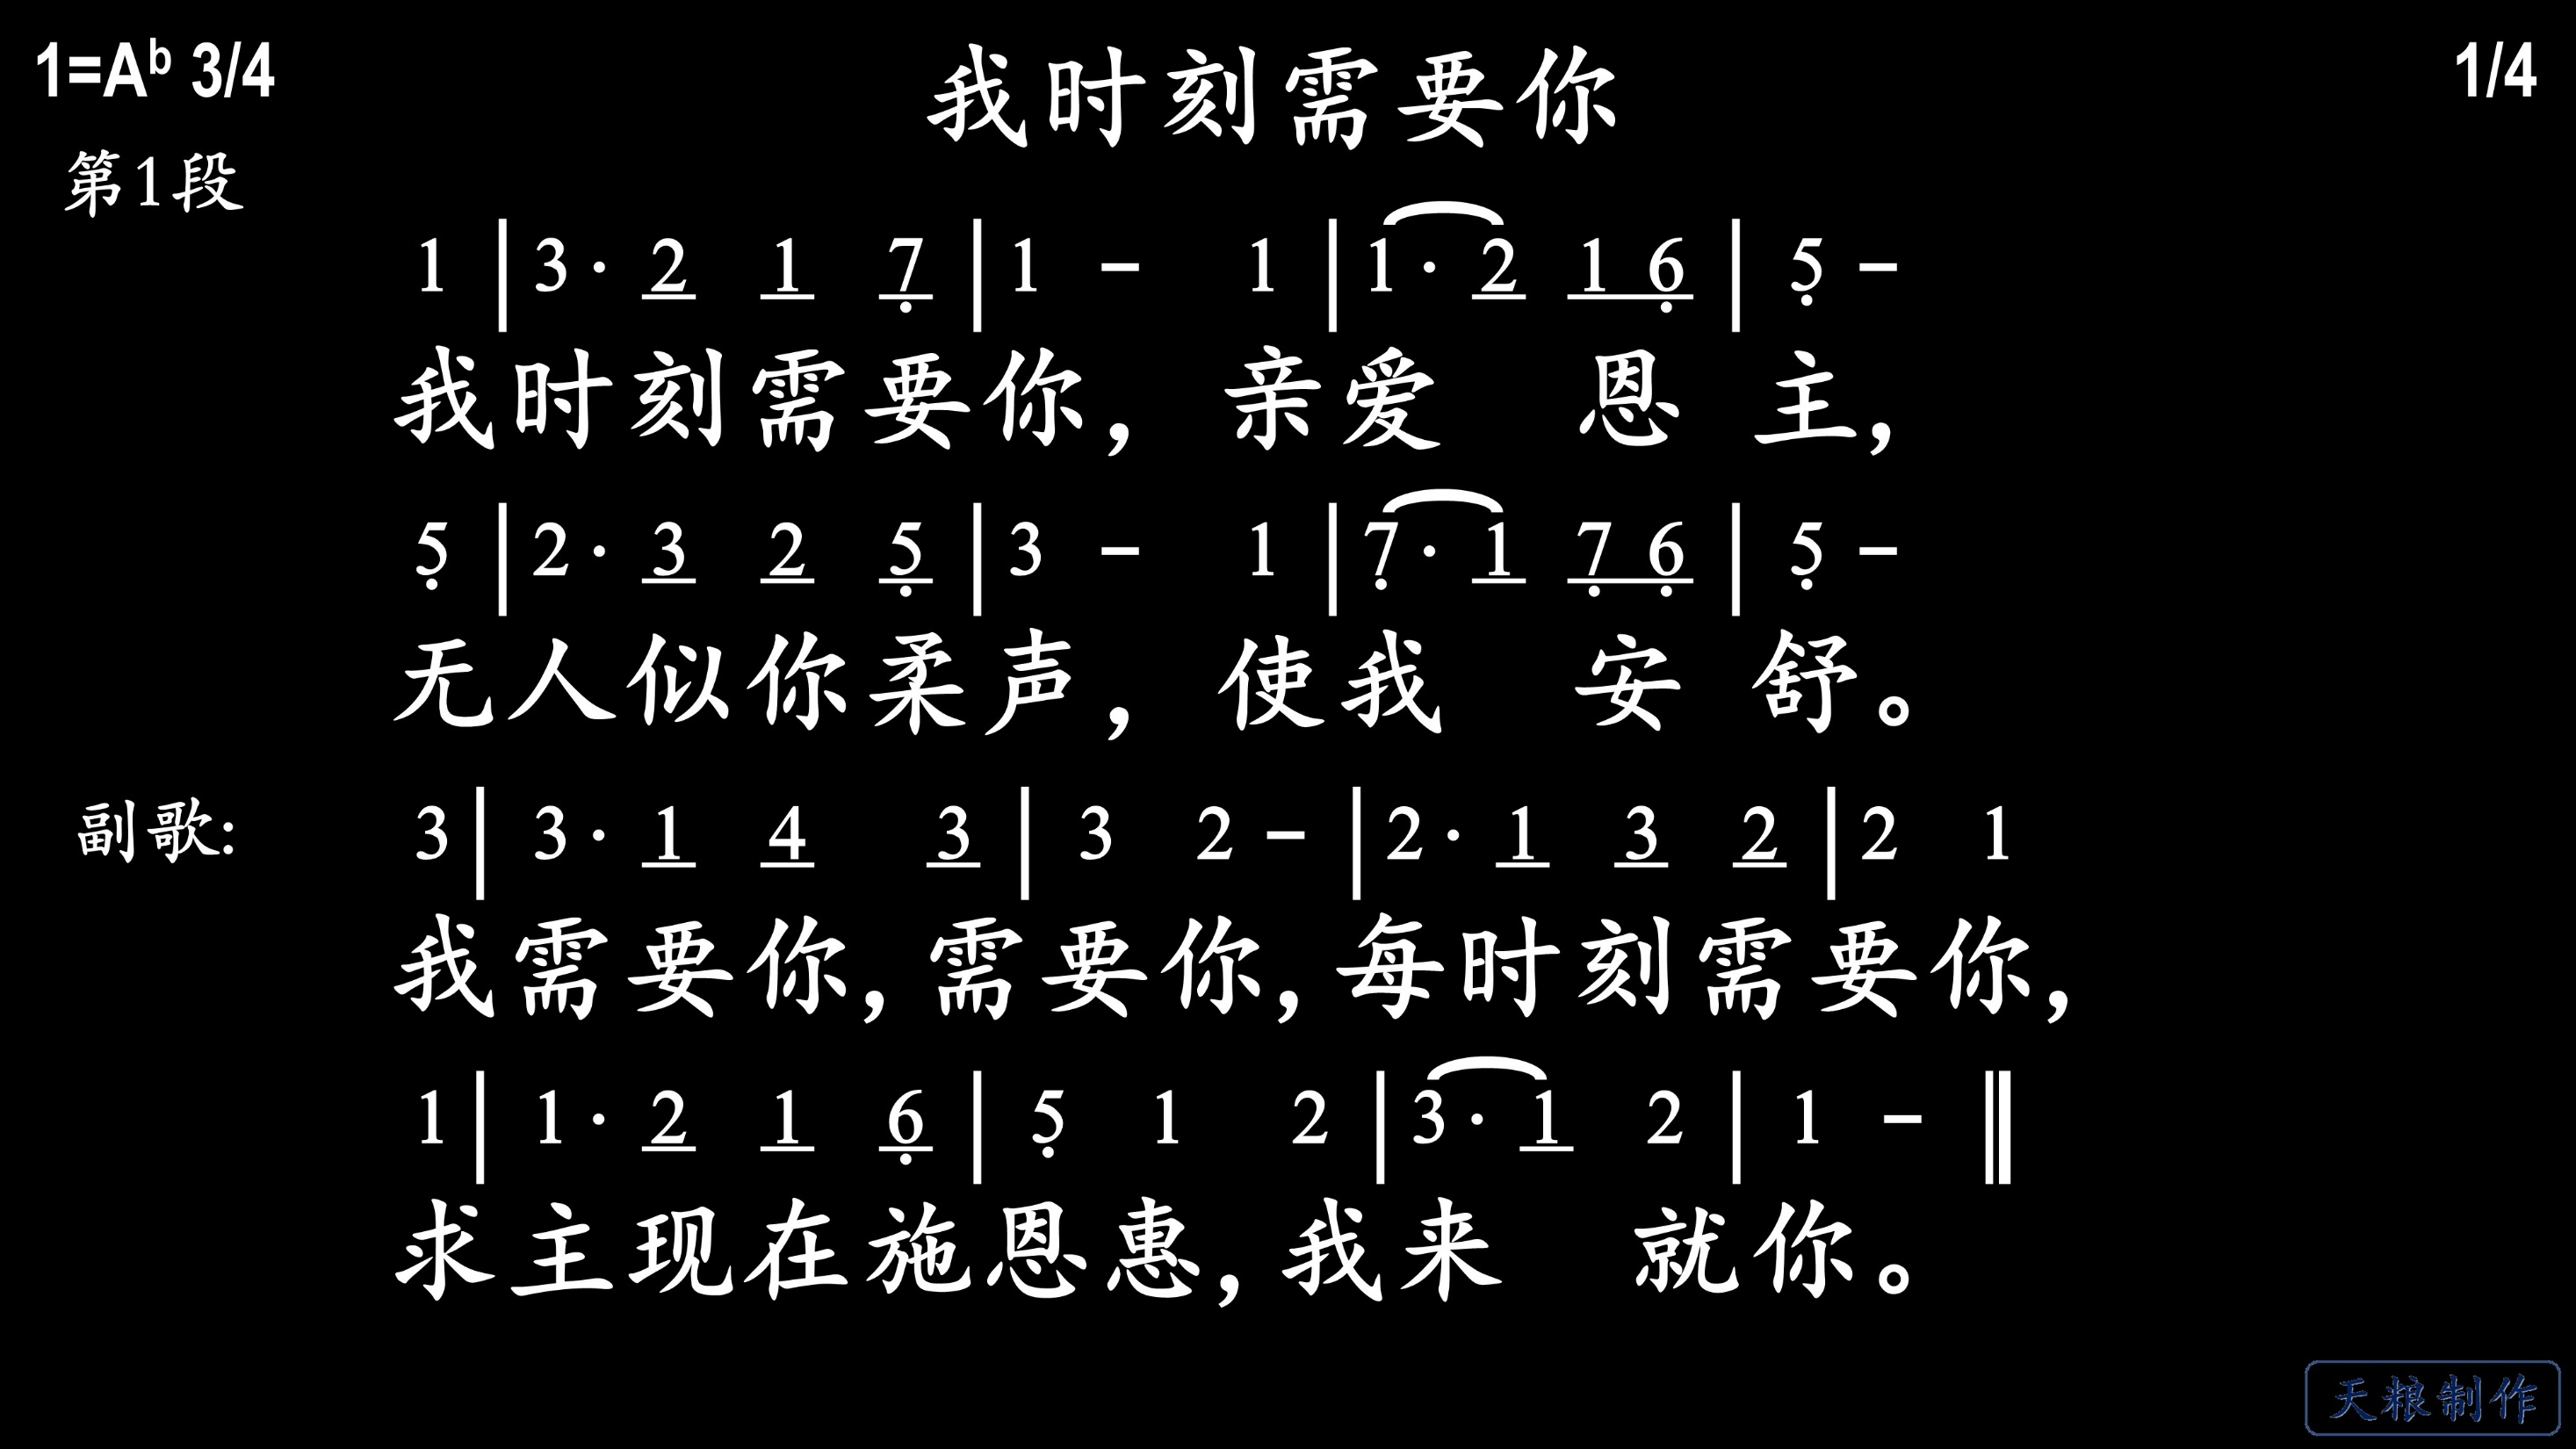 1=Aᵇ 3/4
我时刻需要你
1/4
第1段
1 | 3· 2 1 7̣ | 1 － 1 | 1· 2 1 6̣ | 5̣ －
我时刻需要你，亲爱 恩 主，
5̣ | 2· 3 2 5̣ | 3 － 1 | 7̣· 1 7̣ 6̣ | 5̣ －
无人似你柔声，使我 安 舒。
副歌: 3 | 3· 1 4 3 | 3 2 － | 2· 1 3 2 | 2 1
我需要你，需要你，每时刻需要你，
1 | 1· 2 1 6̣ | 5̣ 1 2 | 3· 1 2 | 1 － ‖
求主现在施恩惠，我来 就你。
天粮制作